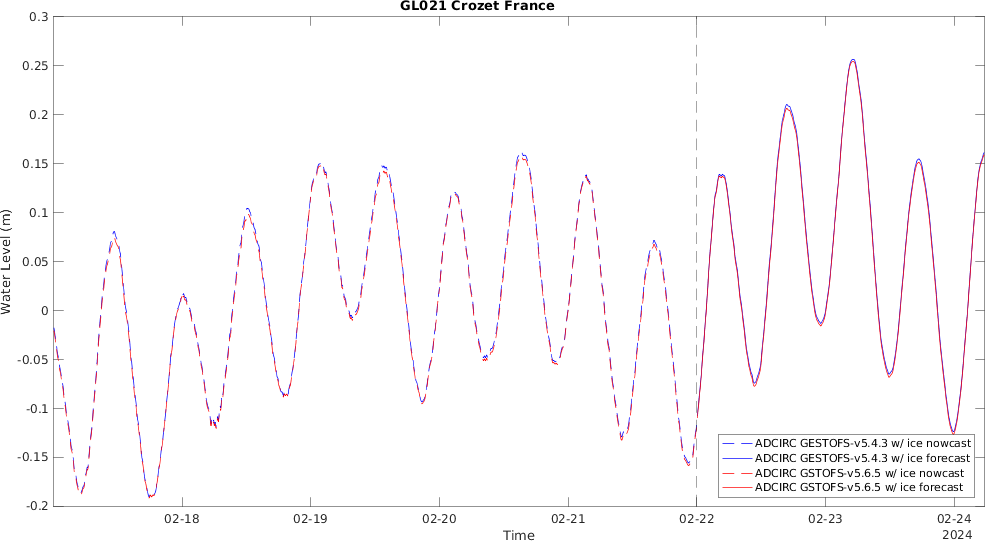 GL021 Crozet France
0.3
0.25
0.2
0.15
0.1
0.05
0
-0.05
-0.1
-0.15
-0.2
Water Level (m)
ADCIRC GESTOFS-v5.4.3 w/ ice nowcast
ADCIRC GESTOFS-v5.4.3 w/ ice forecast
ADCIRC GSTOFS-v5.6.5 w/ ice nowcast
ADCIRC GSTOFS-v5.6.5 w/ ice forecast
02-18 02-19 02-20 02-21 02-22 02-23 02-24
Time 2024